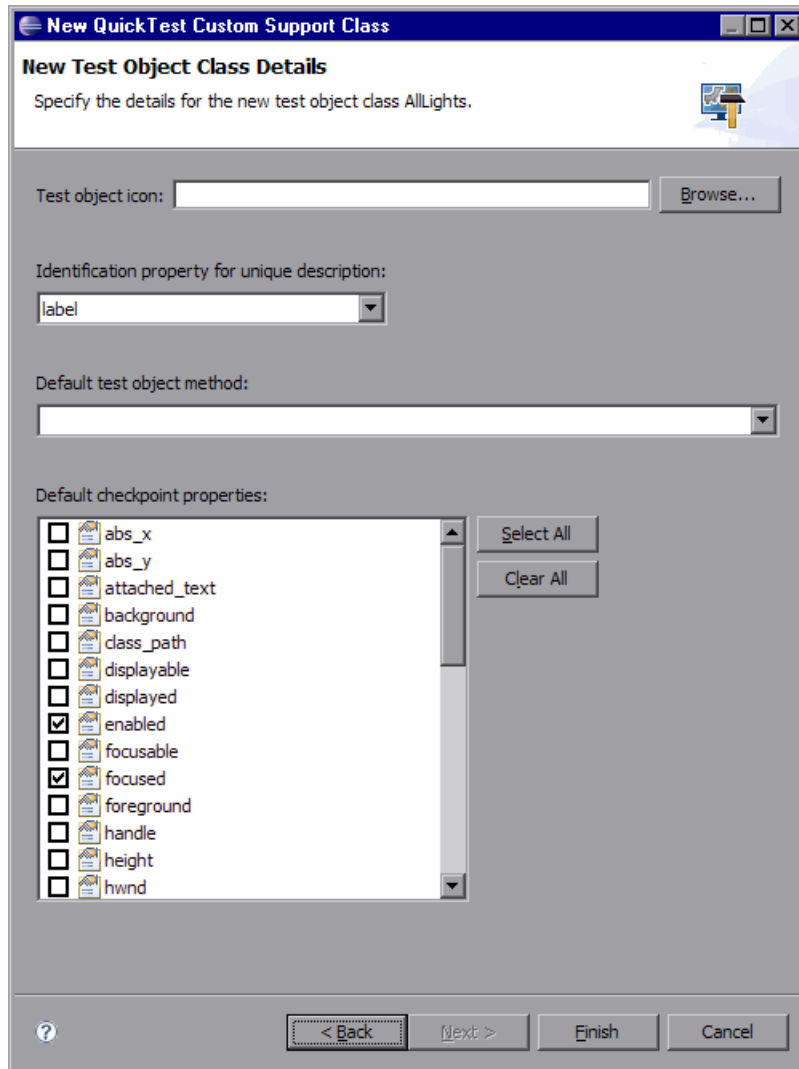 New QuickTest Custom Support Class
New Test Object Class Details
Specify the details for the new test object class AllLights.
Test object icon:
Browse...
Identification property for unique description:
label
Default test object method:
Default checkpoint properties:
abs_x
abs_y
attached_text
background
class_path
displayable
displayed
enabled
focusable
focused
foreground
handle
height
hwnd
Select All
Clear All
?
< Back
Next >
Finish
Cancel